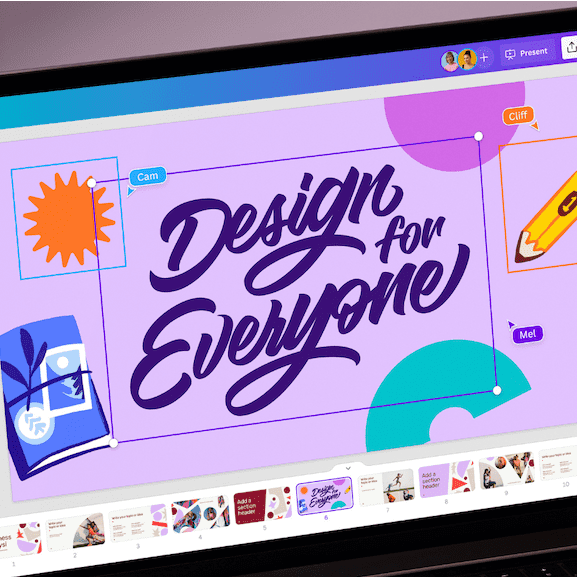 Present
Cliff
Cam
Design
for
Everyone
1
Mel
Add a
section
header
Design
for
Everyone
Add a
section
header
1
2
3
4
5
6
7
8
9
10